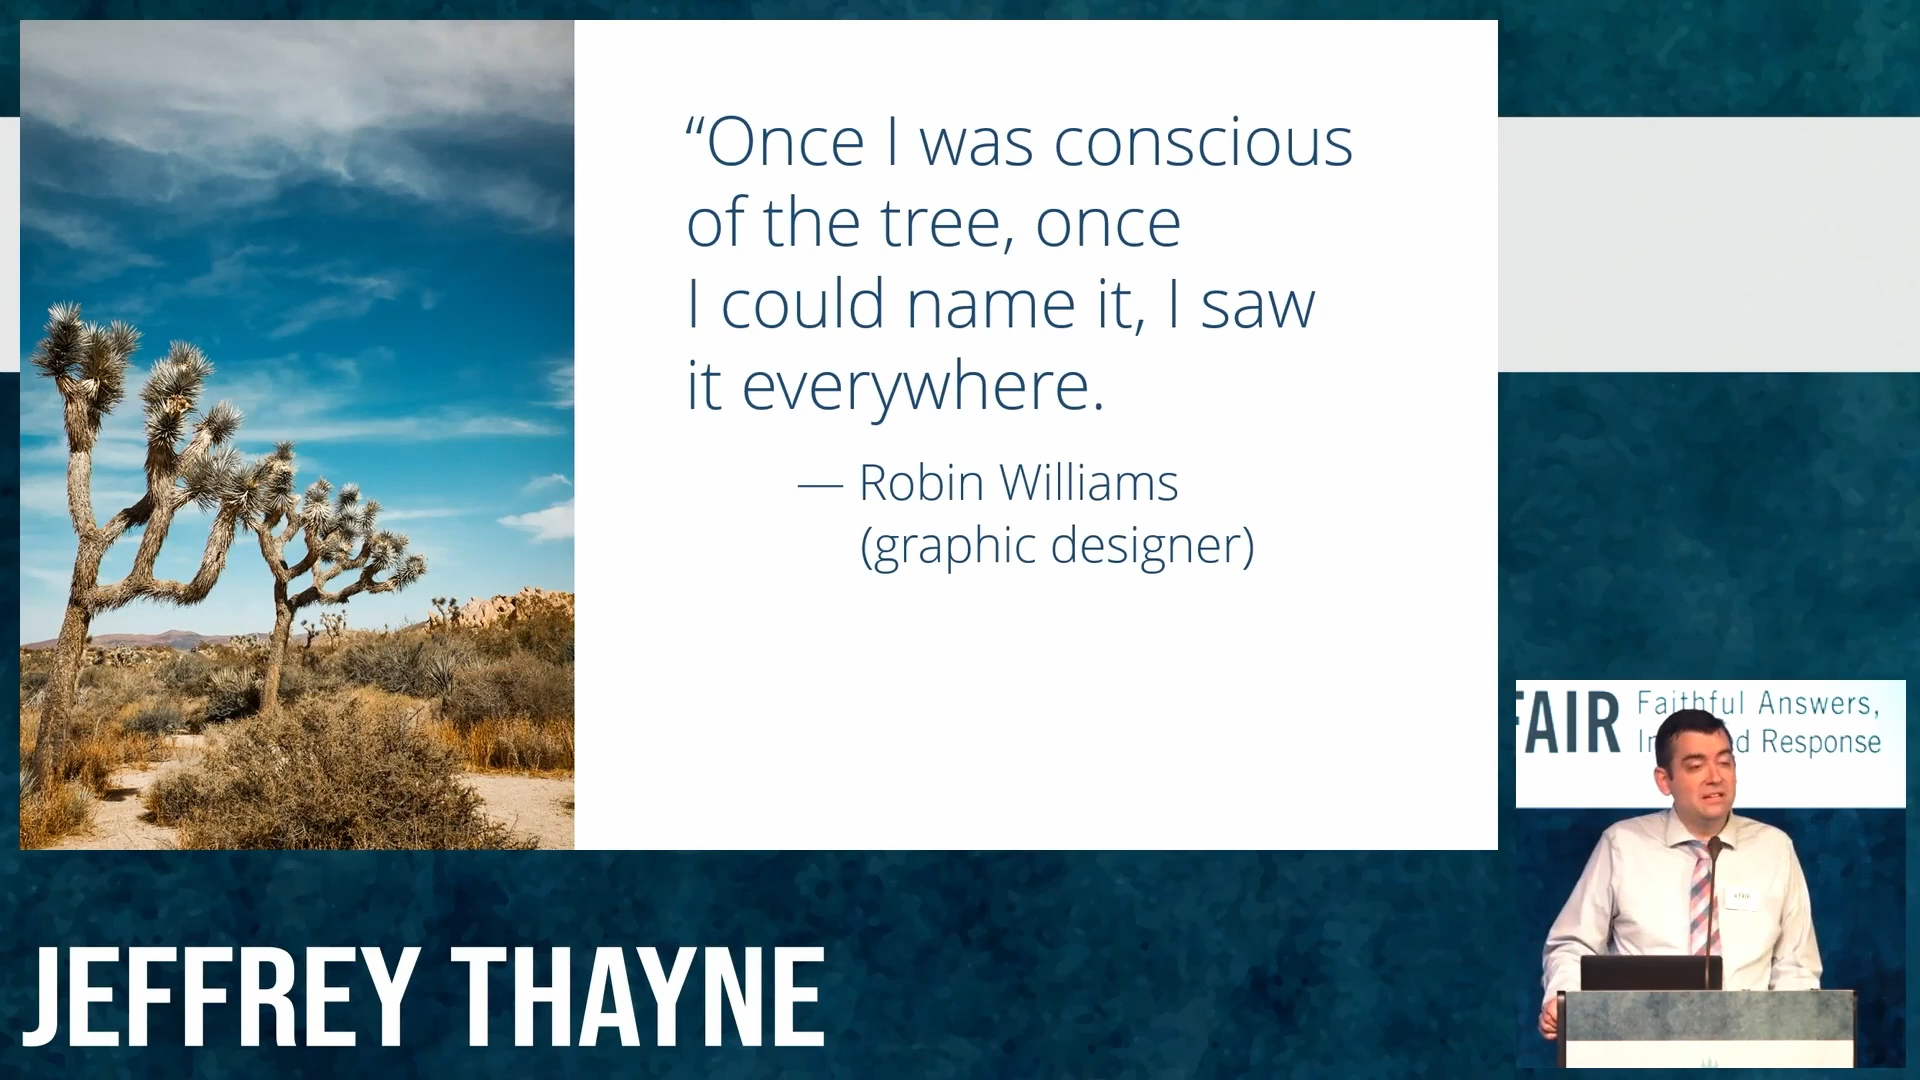 “Once I was conscious
of the tree, once
I could name it, I saw
it everywhere.
— Robin Williams
(graphic designer)
FAIR
Faithful Answers,
Response
JEFFREY THAYNE